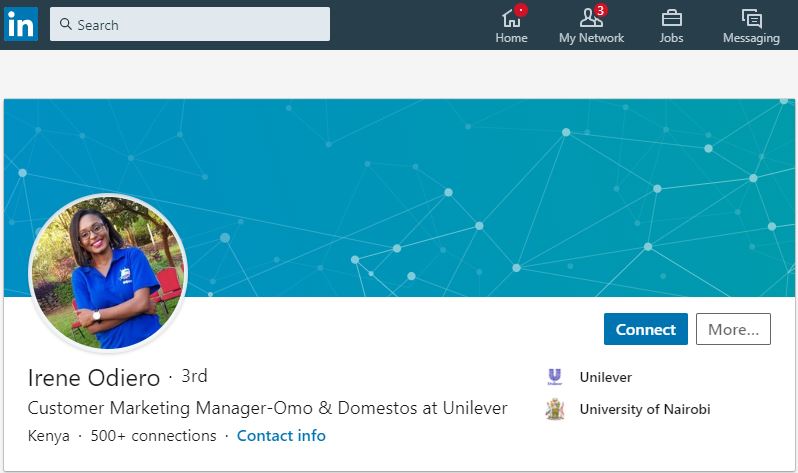 in
Search
3
Home
My Network
Jobs
Messaging
Connect
More...
Irene Odiero · 3rd
Customer Marketing Manager-Omo & Domestos at Unilever
Kenya · 500+ connections · Contact info
Unilever
Unilever
University of Nairobi